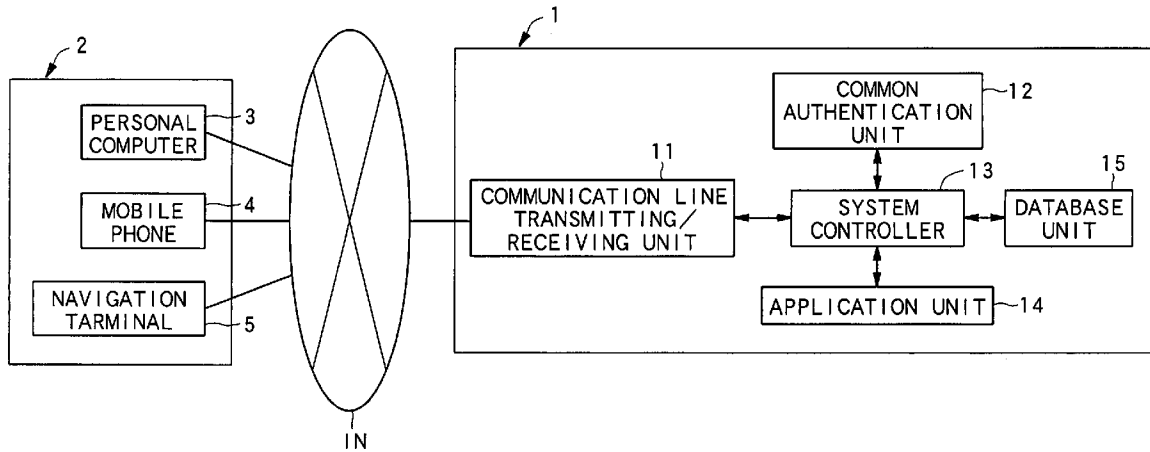 2
1
3
PERSONAL
COMPUTER
4
MOBILE
PHONE
NAVIGATION
TARMINAL
5
IN
11
COMMUNICATION LINE
TRANSMITTING/
RECEIVING UNIT
COMMON
AUTHENTICATION
UNIT
12
13
SYSTEM
CONTROLLER
15
DATABASE
UNIT
APPLICATION UNIT
14